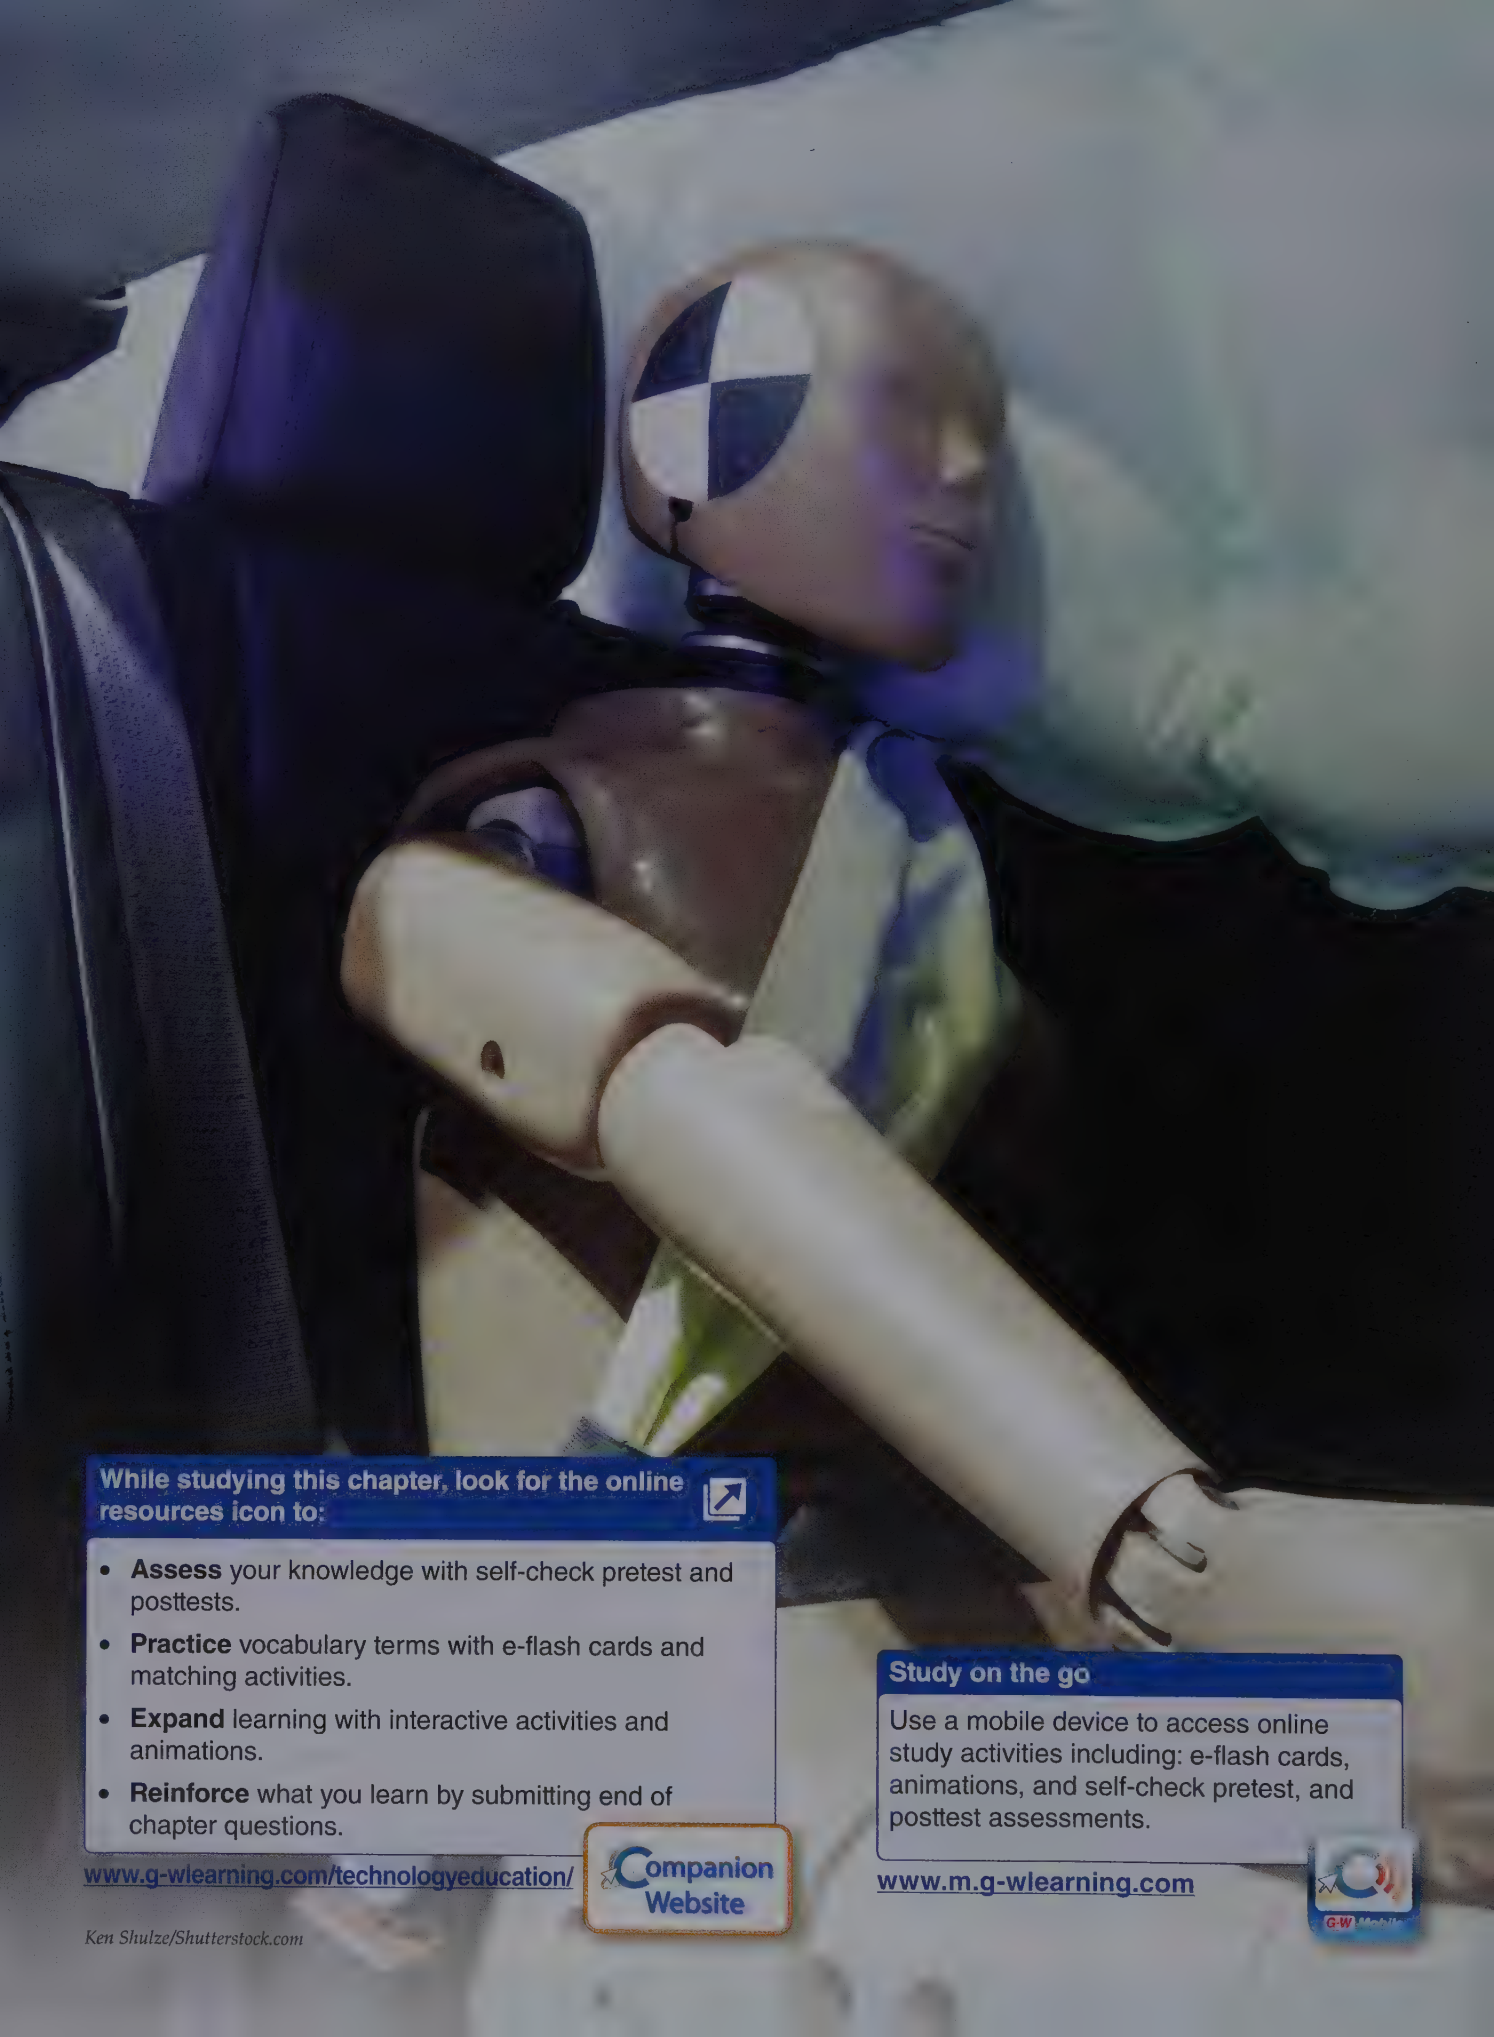 While studying this chapter, look for the online
resources icon to:
• Assess your knowledge with self-check pretest and
posttests.
• Practice vocabulary terms with e-flash cards and
matching activities.
• Expand learning with interactive activities and
animations.
• Reinforce what you learn by submitting end of
chapter questions.
www.g-wlearning.com/technologyeducation/
Companion
Website
Ken Shulze/Shutterstock.com
Study on the go
Use a mobile device to access online
study activities including: e-flash cards,
animations, and self-check pretest, and
posttest assessments.
www.m.g-wlearning.com
G-W Mobile